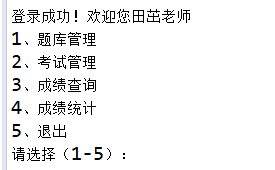 登录成功！欢迎您田茁老师
1、题库管理
2、考试管理
3、成绩查询
4、成绩统计
5、退出
请选择（1-5）：